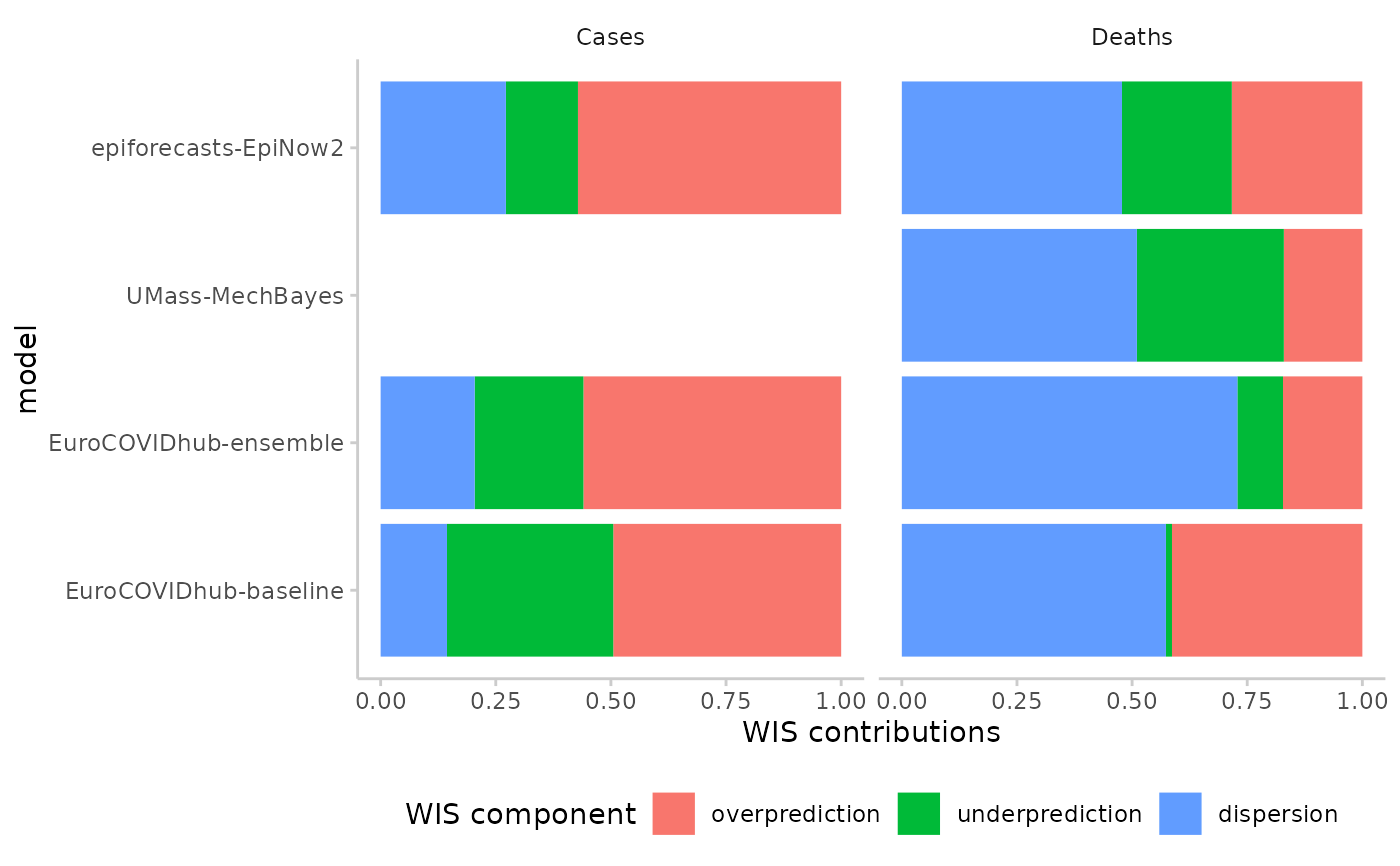 Cases Deaths
epiforecasts-EpiNow2
UMass-MechBayes
EuroCOVIDhub-ensemble
EuroCOVIDhub-baseline
model
0.00 0.25 0.50 0.75 1.00 0.00 0.25 0.50 0.75 1.00
WIS contributions
WIS component overprediction underprediction dispersion